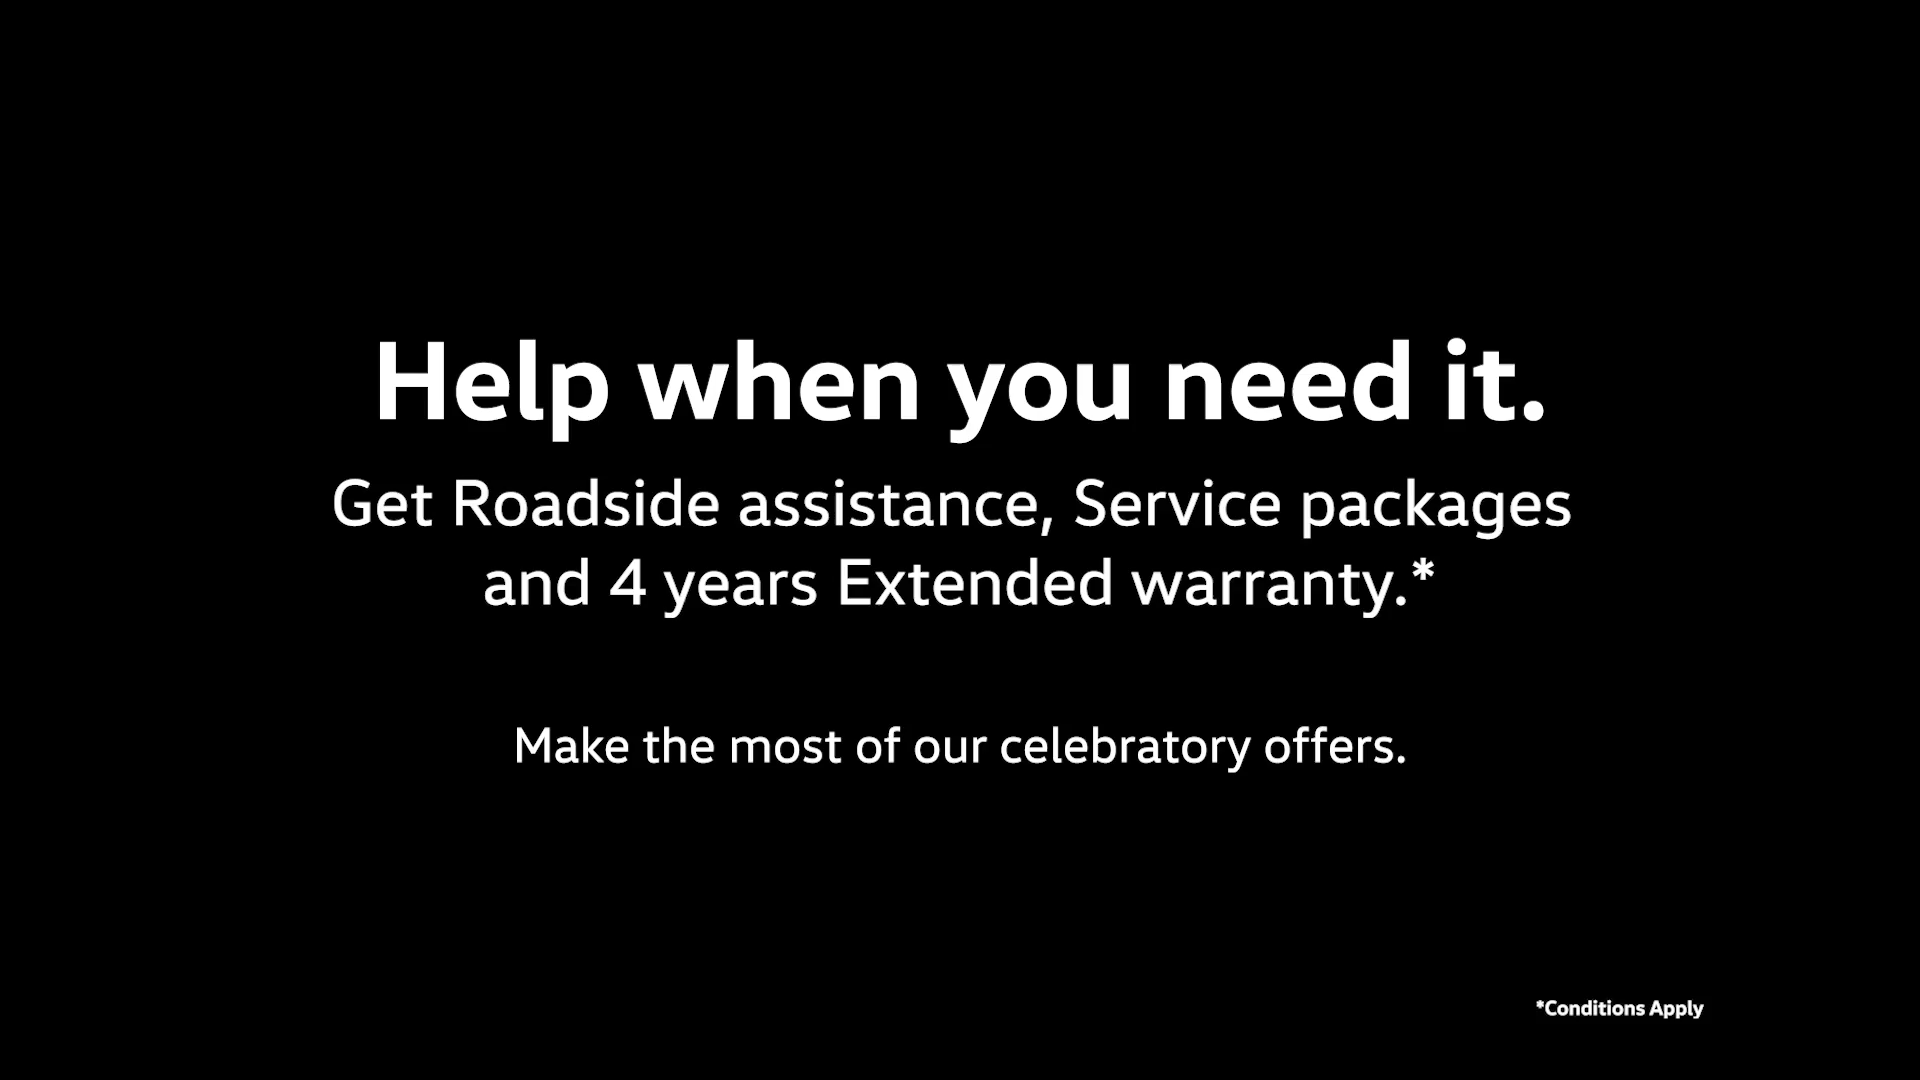 Help when you need it.
Get Roadside assistance, Service packages
and 4 years Extended warranty.*
Make the most of our celebratory offers.
*Conditions Apply